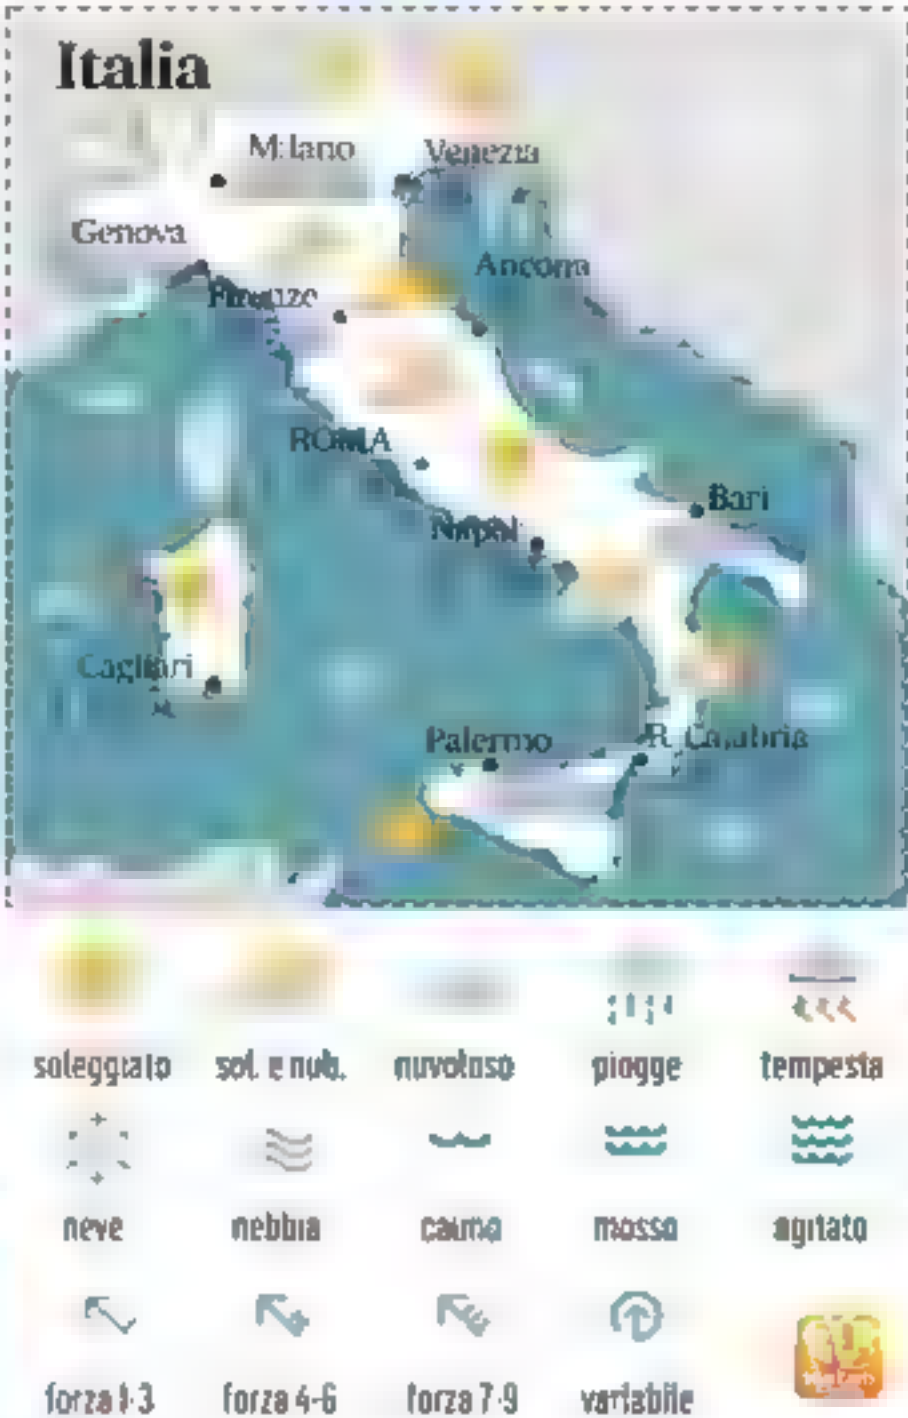 Italia
Milano
Venezia
Genova
Ancona
Firenze
ROMA
Bari
Napoli
Cagliari
Palermo
R. Calabria
soleggiato sol. e nub. nuvoloso piogge tempesta
neve nebbia calmo mosso agitato
forza 1-3 forza 4-6 forza 7-9 variabile